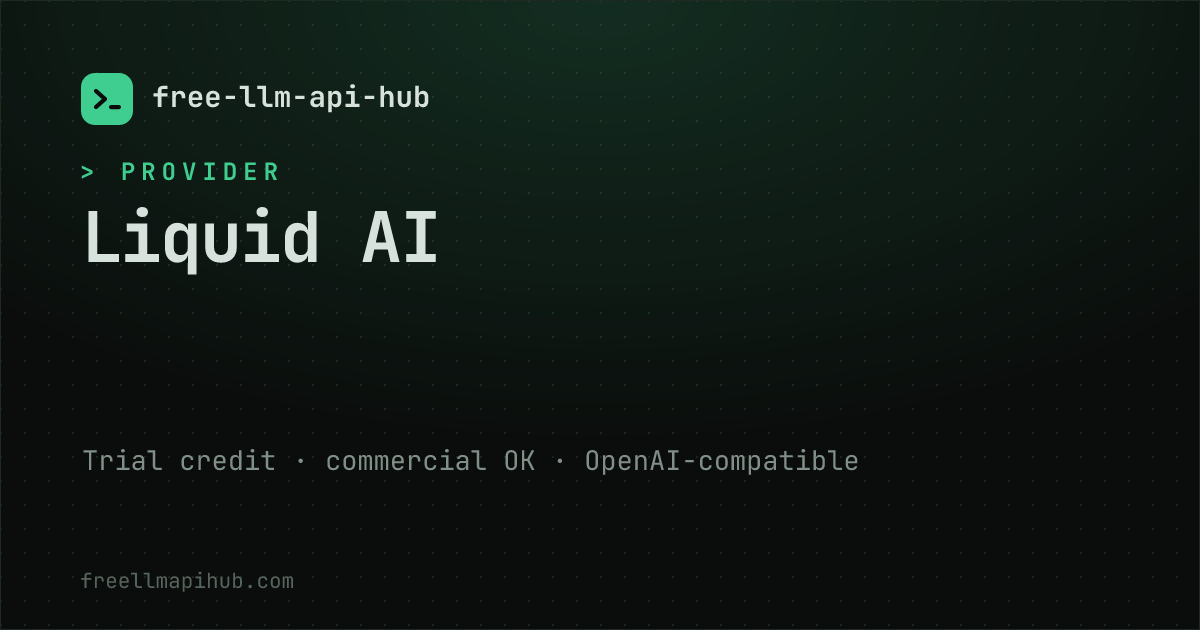 free-llm-api-hub
> PROVIDER
Liquid AI
Trial credit · commercial OK · OpenAI-compatible
freellmapihub.com